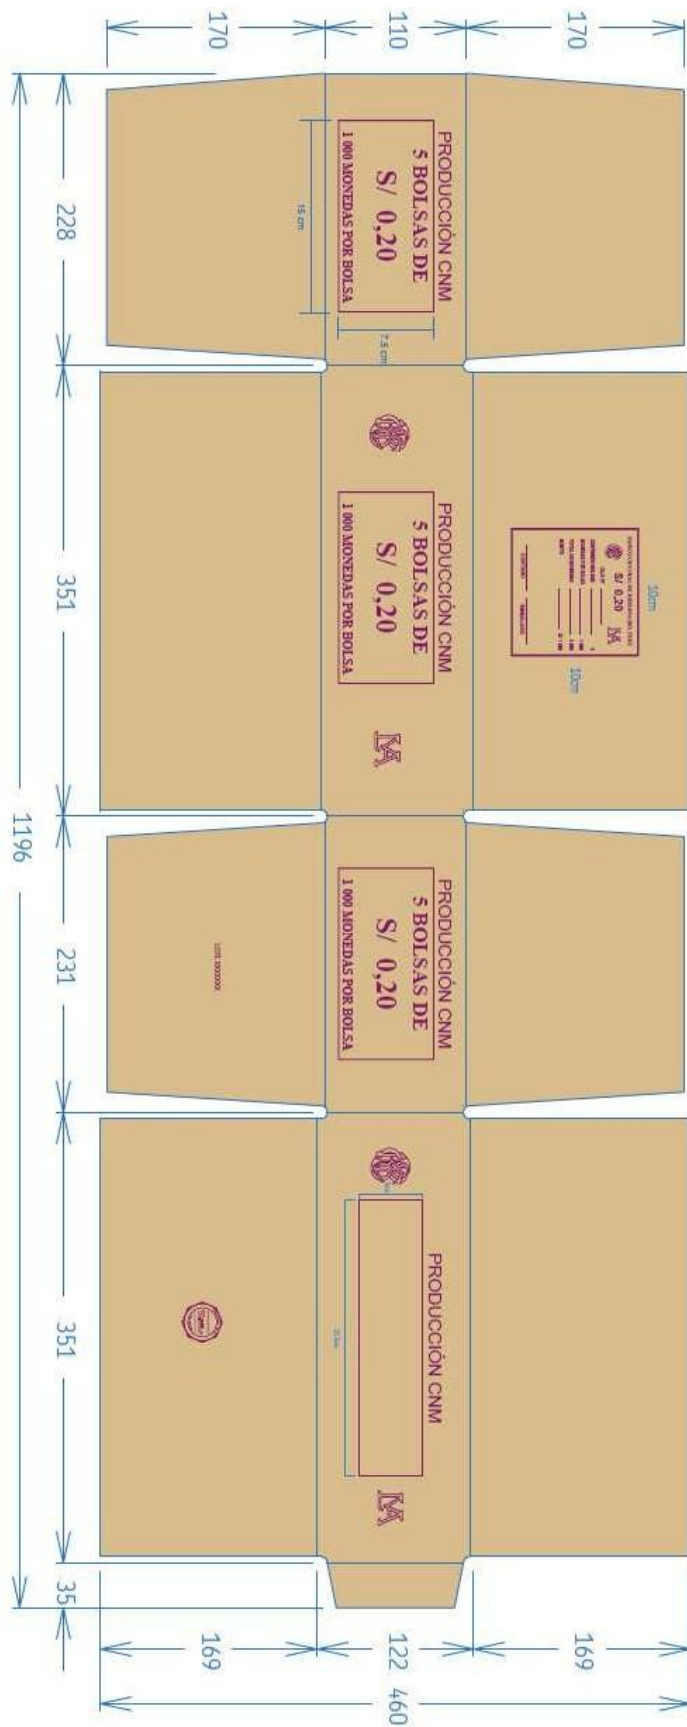 170
110
170
228
351
231
351
35
1196
PRODUCCIÓN CNM
5 BOLSAS DE
S/ 0,20
1 000 MONEDAS POR BOLSA
15 cm
7.5 cm
PRODUCCIÓN CNM
5 BOLSAS DE
S/ 0,20
1 000 MONEDAS POR BOLSA
10cm
10cm
S/ 0,20
PRODUCCIÓN CNM
5 BOLSAS DE
S/ 0,20
1 000 MONEDAS POR BOLSA
PRODUCCIÓN CNM
169
122
169
460